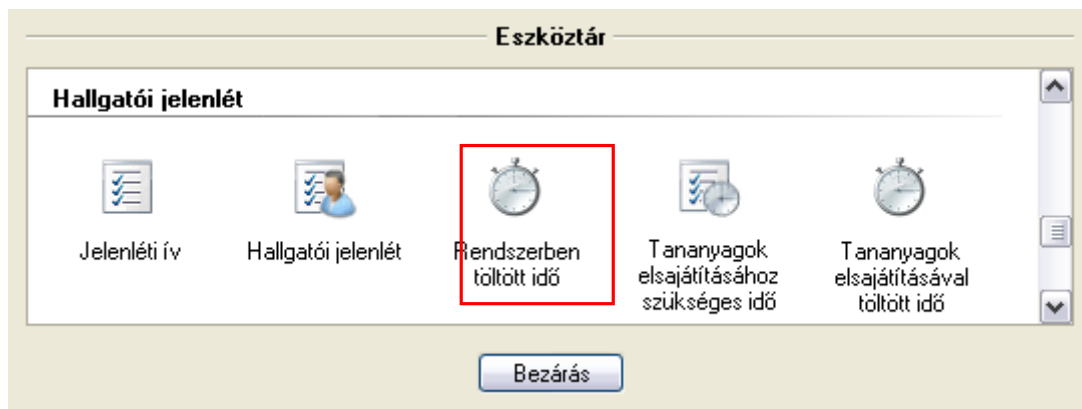 Eszköztár
Hallgatói jelenlét
Jelenléti ív
Hallgatói jelenlét
Rendszerben
töltött idő
Tananyagok
elsajátításához
szükséges idő
Tananyagok
elsajátításával
töltött idő
Bezárás